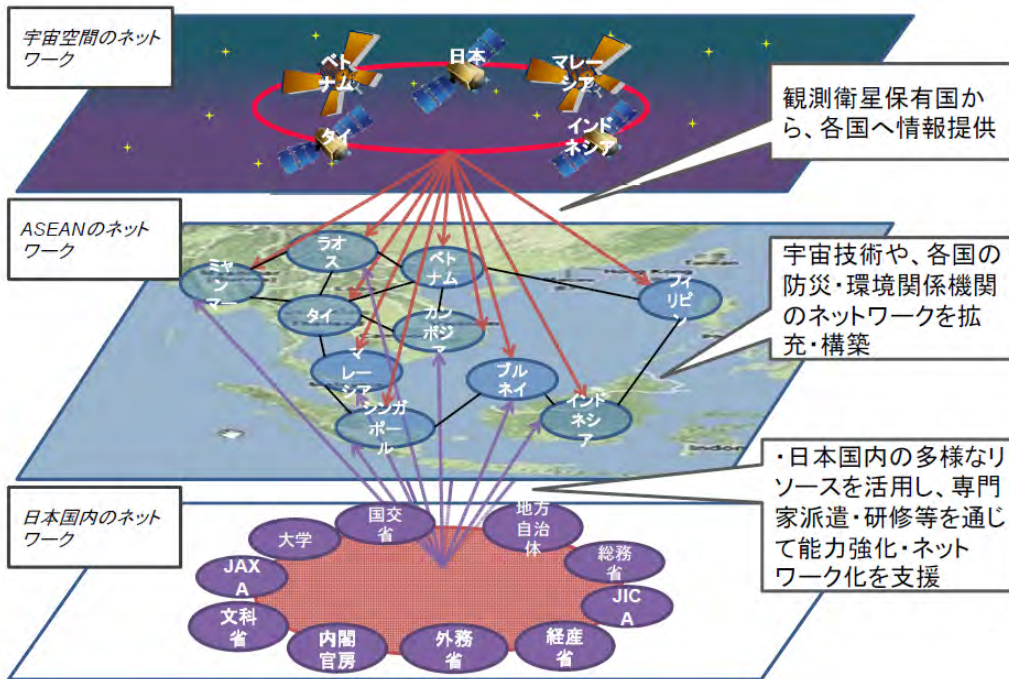 宇宙空間のネット
ワーク
ベト
ナム
日本
マレー
シア
タイ
インド
ネシア
観測衛星保有国か
ら、各国へ情報提供
ASEANのネット
ワーク
ミャ
ンマー
ラオ
ス
ベト
ナム
タイ
カン
ボジア
フィ
リピ
ン
マ
レー
シア
ブル
ネイ
シンガ
ポー
ル
インド
ネシ
ア
Indon
宇宙技術や、各国の
防災・環境関係機関
のネットワークを拡
充・構築
日本国内のネット
ワーク
国交
省
地方
自治
体
大学
総務
省
JAX
A
JIC
A
文科
省
内閣
官房
外務
省
経産
省
・日本国内の多様なリ
ソースを活用し、専門
家派遣・研修等を通じ
て能力強化・ネット
ワーク化を支援